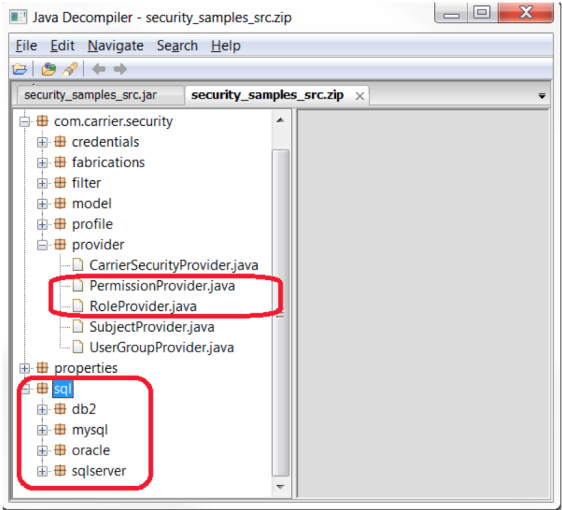 Java Decompiler - security_samples_src.zip
File Edit Navigate Search Help
security_samples_src.jar security_samples_src.zip
com.carrier.security
credentials
fabrications
filter
model
profile
provider
CarrierSecurityProvider.java
PermissionProvider.java
RoleProvider.java
SubjectProvider.java
UserGroupProvider.java
properties
sql
db2
mysql
oracle
sqlserver